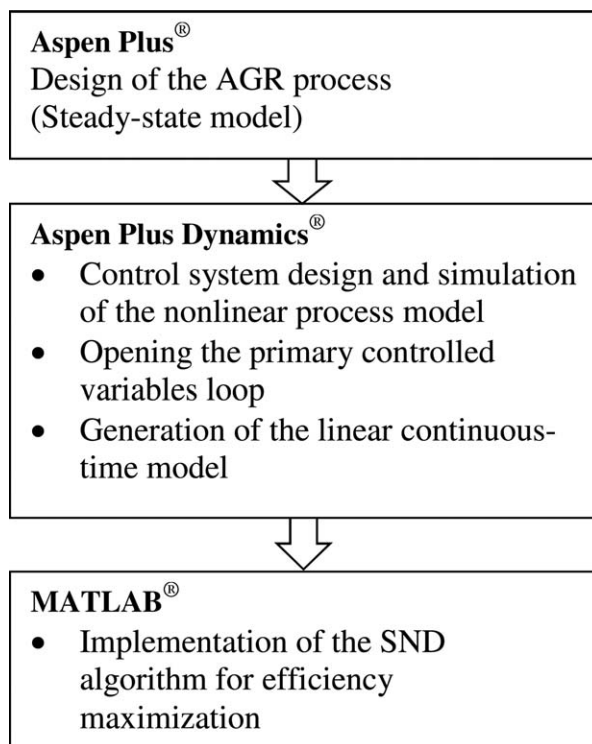 Aspen Plus®
Design of the AGR process
(Steady-state model)
Aspen Plus Dynamics®
• Control system design and simulation
of the nonlinear process model
• Opening the primary controlled
variables loop
• Generation of the linear continuous-
time model
MATLAB®
• Implementation of the SND
algorithm for efficiency
maximization